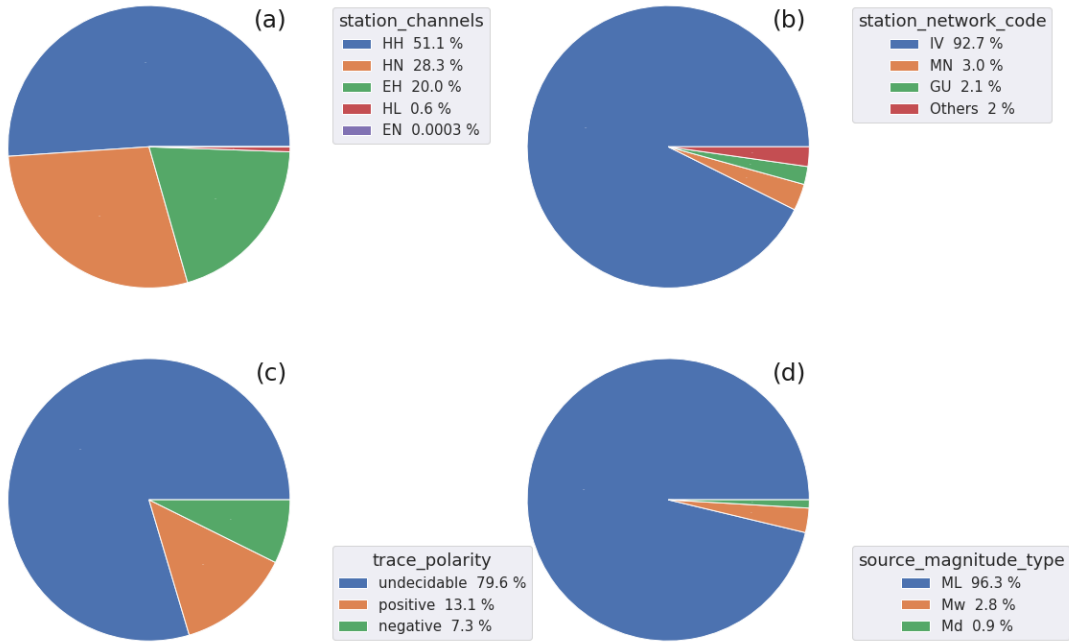 (a)
station_channels
HH 51.1 %
HN 28.3 %
EH 20.0 %
HL 0.6 %
EN 0.0003 %
(b)
station_network_code
IV 92.7 %
MN 3.0 %
GU 2.1 %
Others 2 %
(c)
trace_polarity
undecidable 79.6 %
positive 13.1 %
negative 7.3 %
(d)
source_magnitude_type
ML 96.3 %
Mw 2.8 %
Md 0.9 %